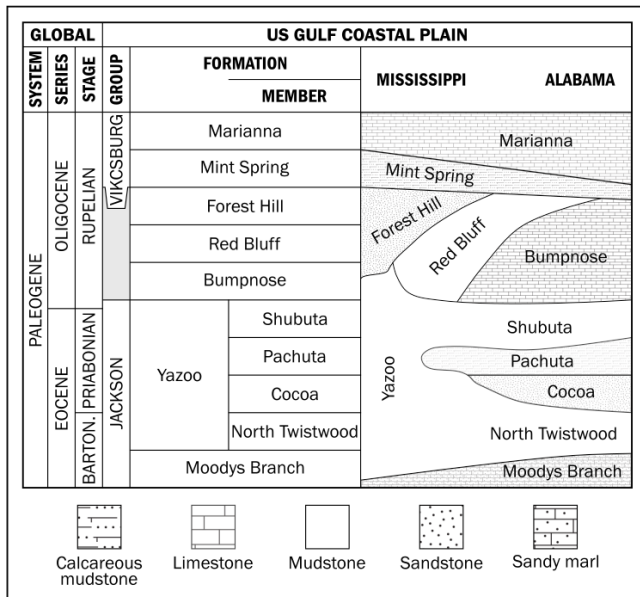 GLOBAL
US GULF COASTAL PLAIN
SYSTEM
SERIES
STAGE
GROUP
FORMATION
MEMBER
MISSISSIPPI
ALABAMA
PALEOGENE
OLIGOCENE
EOCENE
RUPELIAN
PRIABONIAN
BARTON.
VIKCSBURG
JACKSON
Marianna
Mint Spring
Forest Hill
Red Bluff
Bumpnose
Yazoo
Shubuta
Pachuta
Cocoa
North Twistwood
Moodys Branch
Marianna
Mint Spring
Forest Hill
Red Bluff
Bumpnose
Yazoo
Shubuta
Pachuta
Cocoa
North Twistwood
Moodys Branch
Calcareous
mudstone
Limestone
Mudstone
Sandstone
Sandy marl